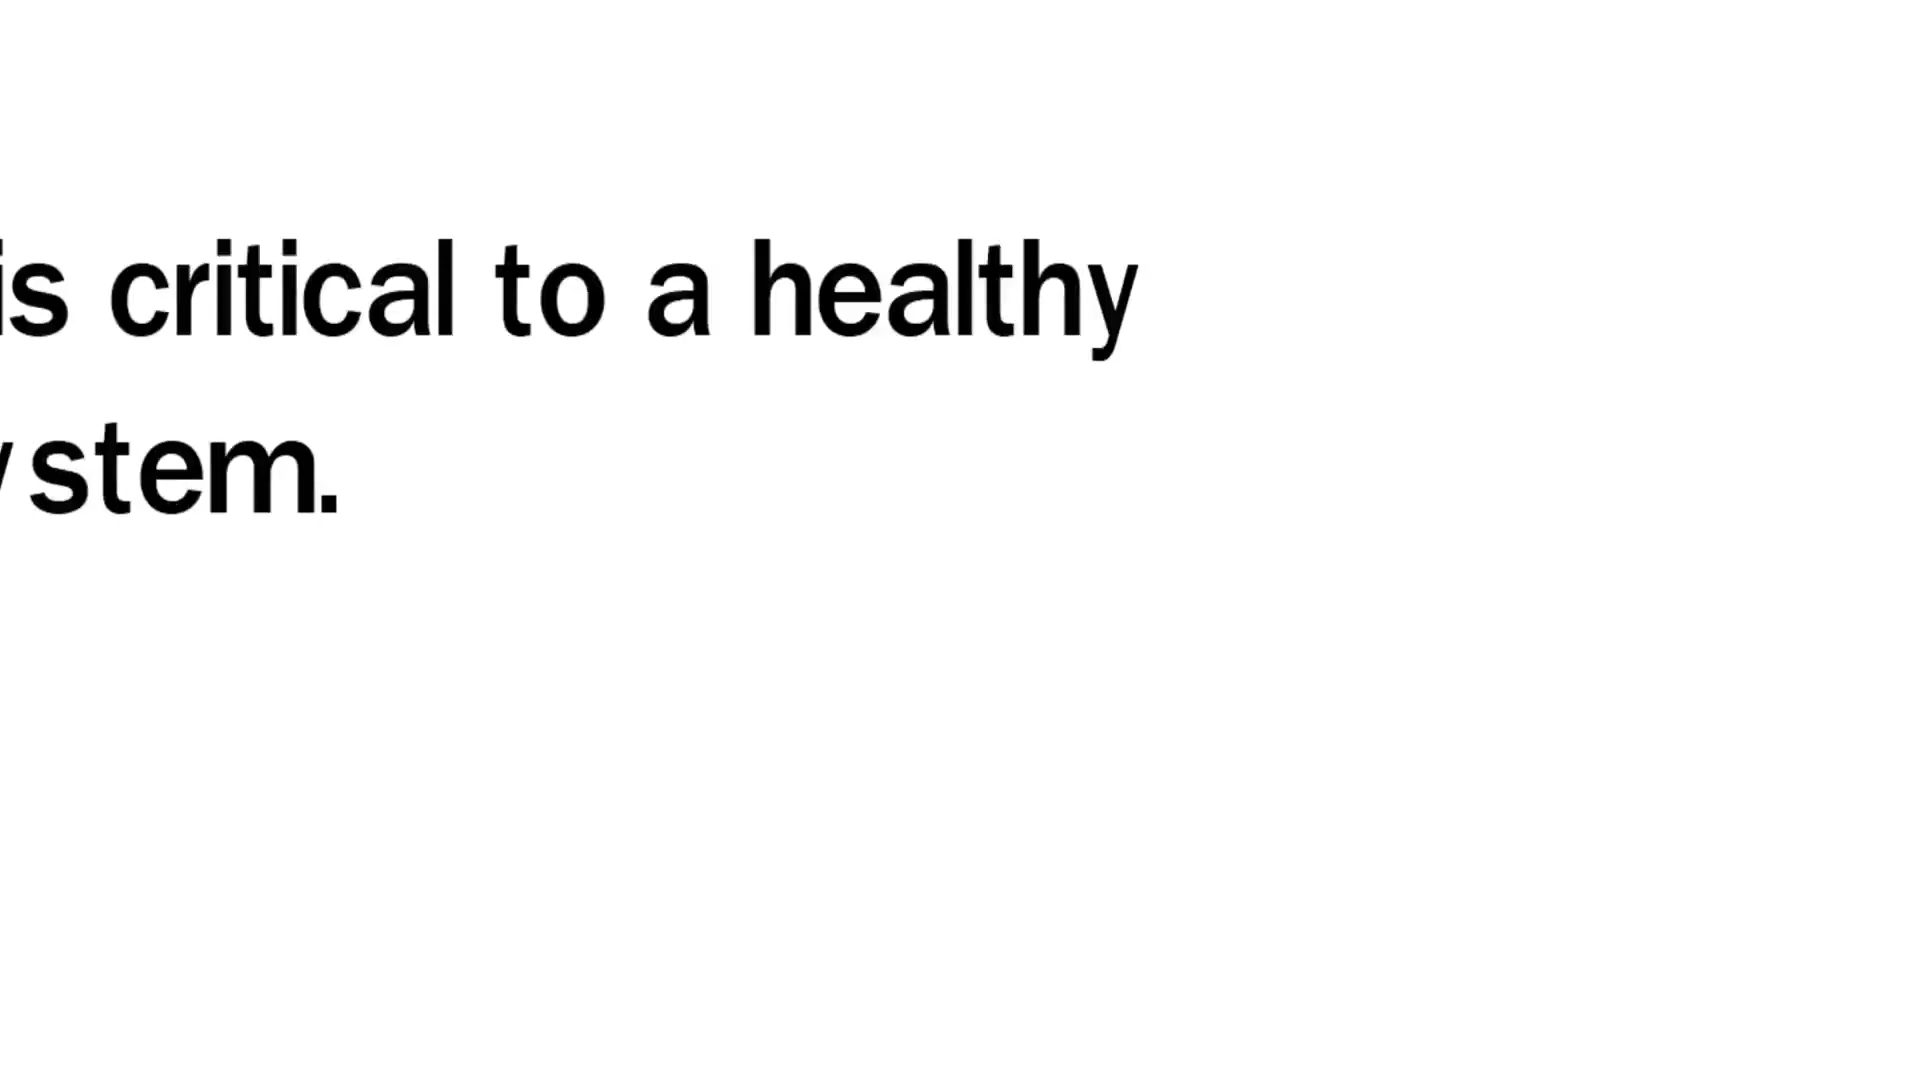 is critical to a healthy
ystem.